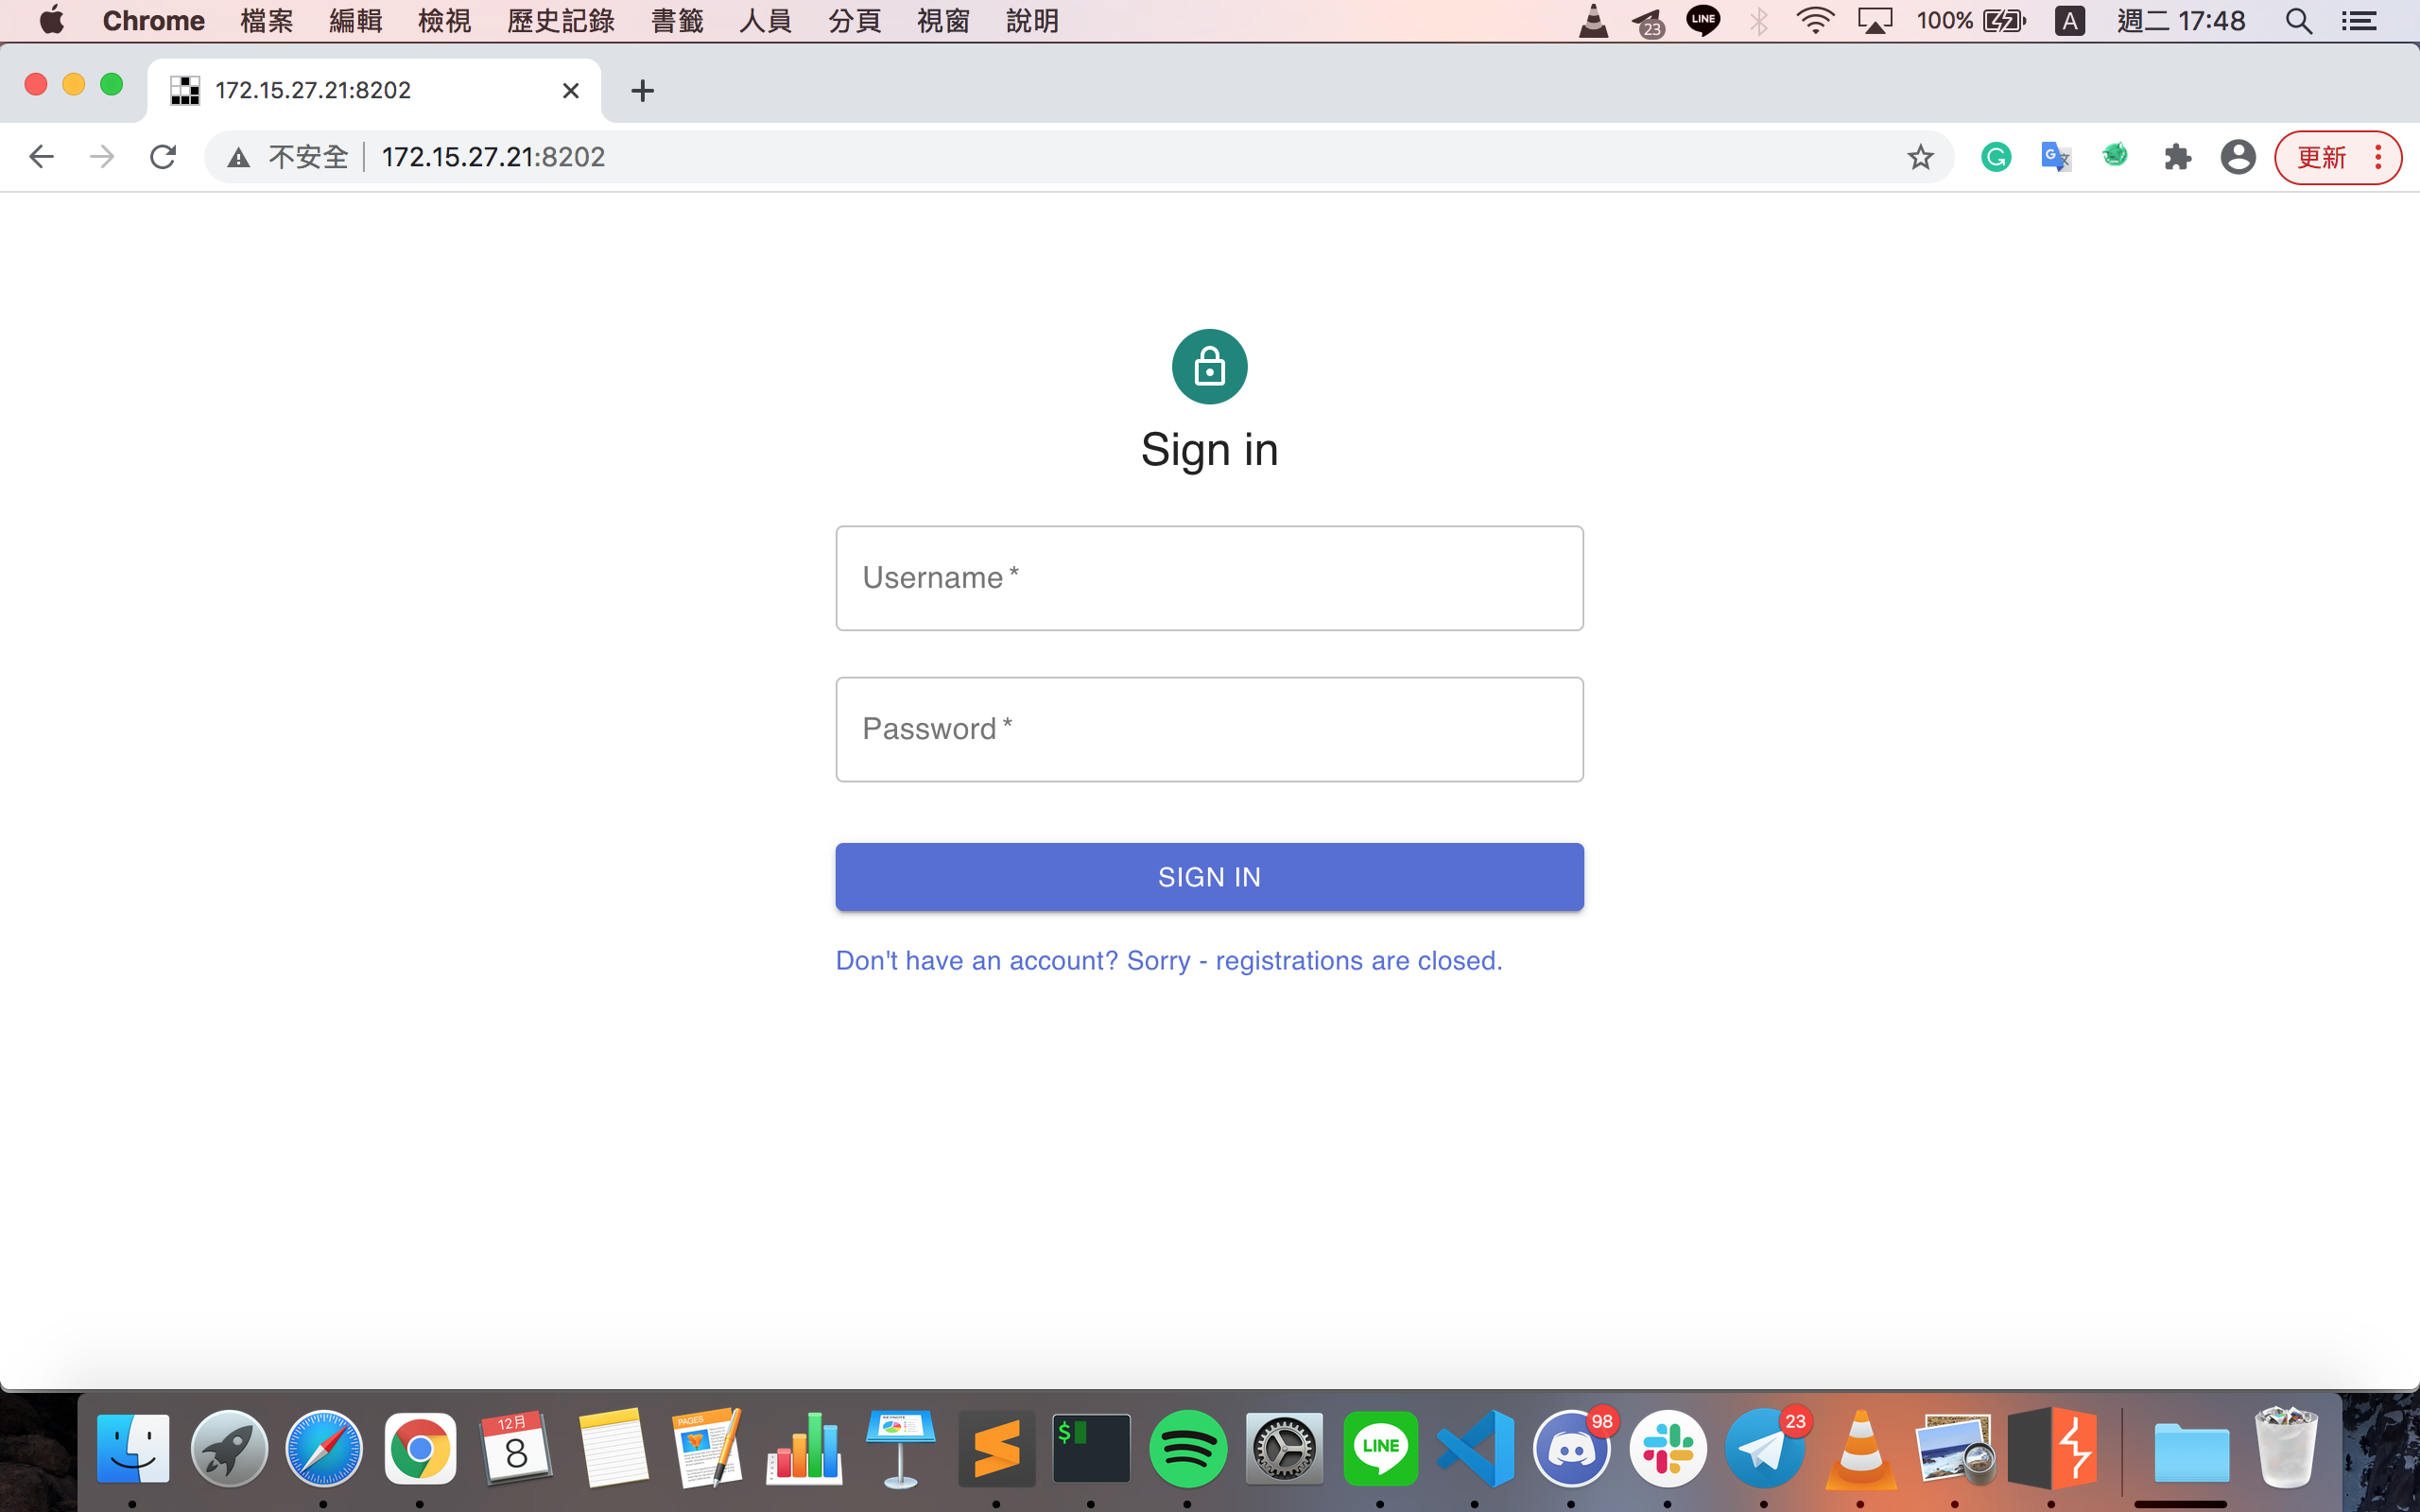 Chrome 檔案 編輯 檢視 歷史記錄 書籤 人員 分頁 視窗 說明 23 LINE 100% A 週二 17:48
172.15.27.21:8202
不安全 172.15.27.21:8202 更新
Sign in
Username *
Password *
SIGN IN
Don't have an account? Sorry - registrations are closed.
12月 8 PAGES KEYNOTE $ LINE 98 23